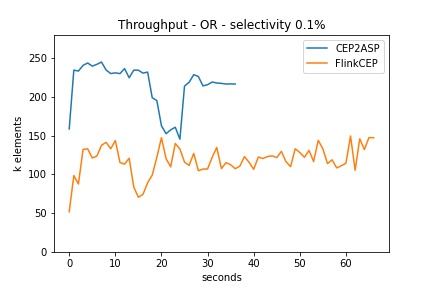 Throughput - OR - selectivity 0.1%
CEP2ASP
FlinkCEP
250
200
150
100
50
0
k elements
0 10 20 30 40 50 60
seconds